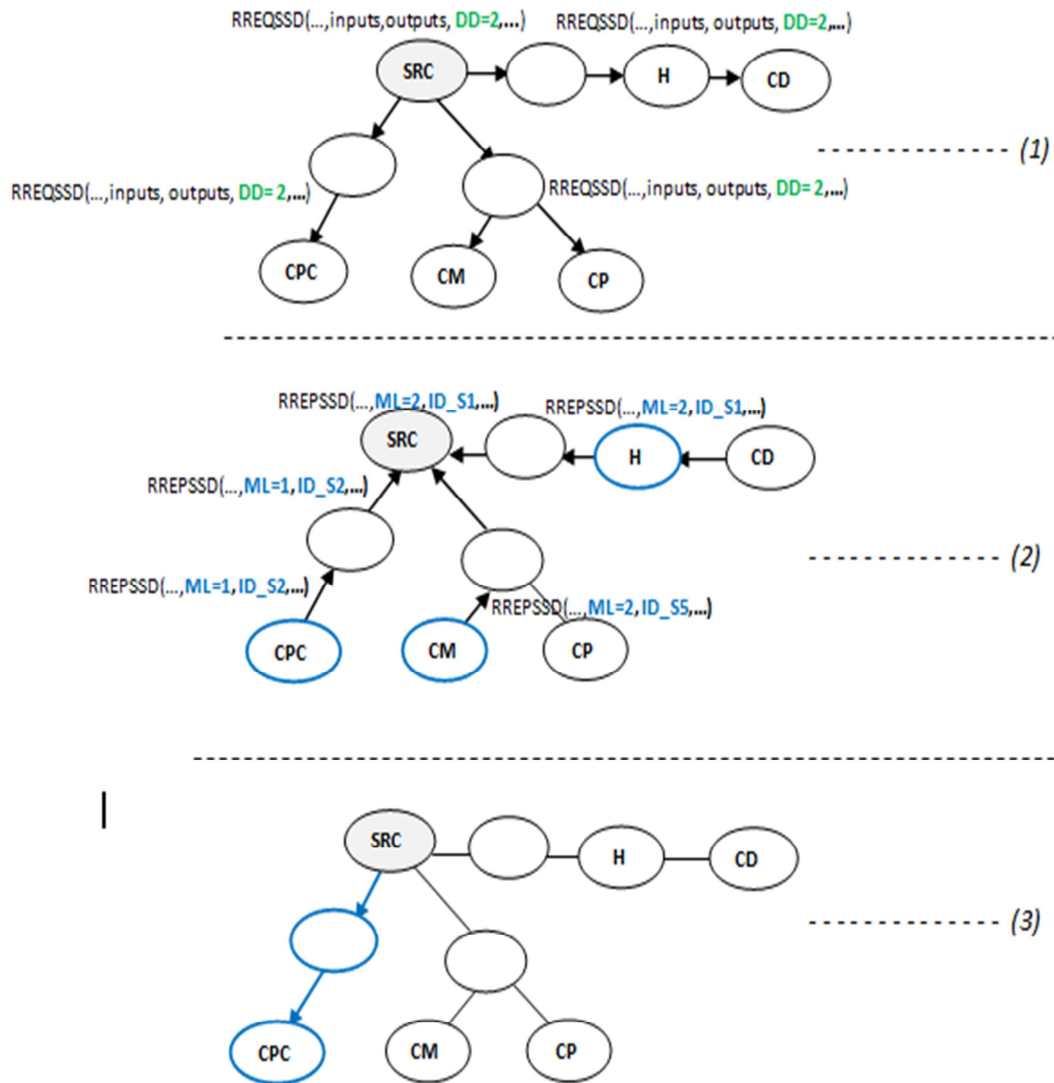 RREQSSD(...,inputs,outputs, DD=2,...)
RREQSSD(...,inputs, outputs, DD=2,...)
SRC
H
CD
(1)
RREQSSD(...,inputs, outputs, DD= 2,...)
RREQSSD(...,inputs, outputs, DD= 2,...)
CPC
CM
CP
RREPSSD(...,ML=2,ID_S1,...)
RREPSSD(...,ML=2,ID_S1,...)
SRC
H
CD
RREPSSD(...,ML=1,ID_S2,...)
(2)
RREPSSD(...,ML=1,ID_S2,...)
RREPSSD(...,ML=2,ID_S5,...)
CPC
CM
CP
SRC
H
CD
(3)
CPC
CM
CP